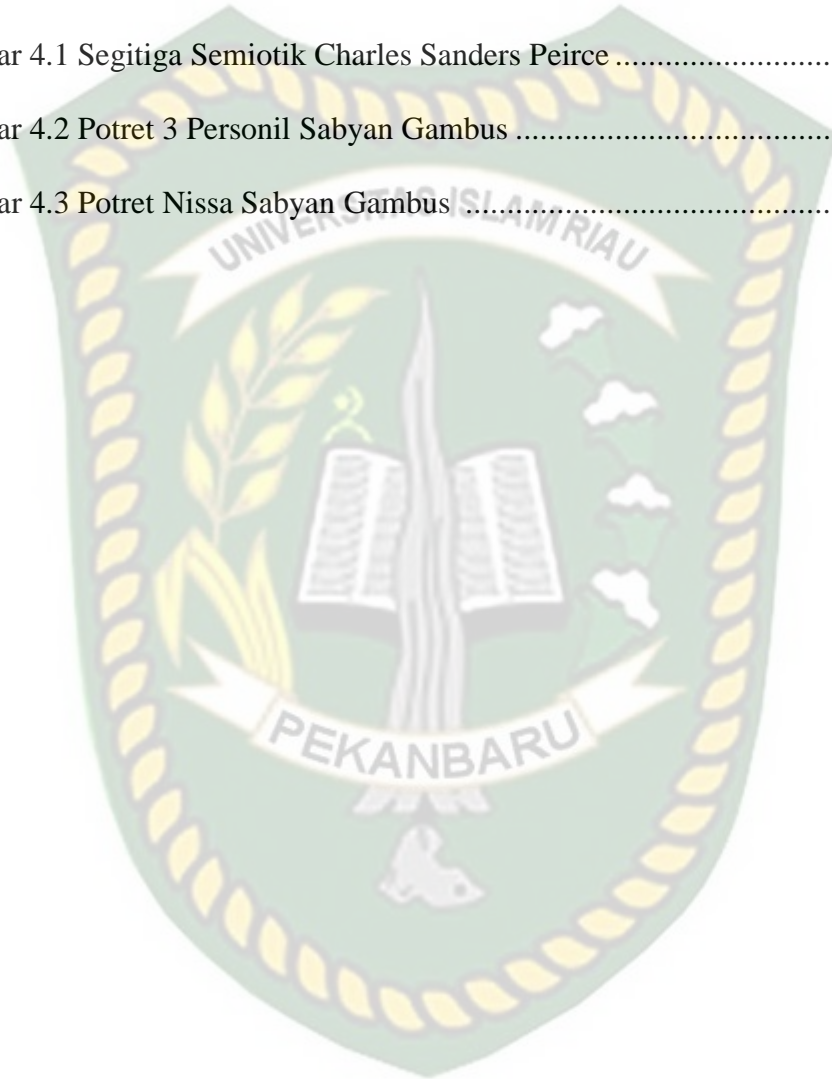 ar 4.1 Segitiga Semiotik Charles Sanders Peirce ...........................
ar 4.2 Potret 3 Personil Sabyan Gambus .......................................
ar 4.3 Potret Nissa Sabyan Gambus .............................................
UNIVERSITAS ISLAM RIAU
PEKANBARU